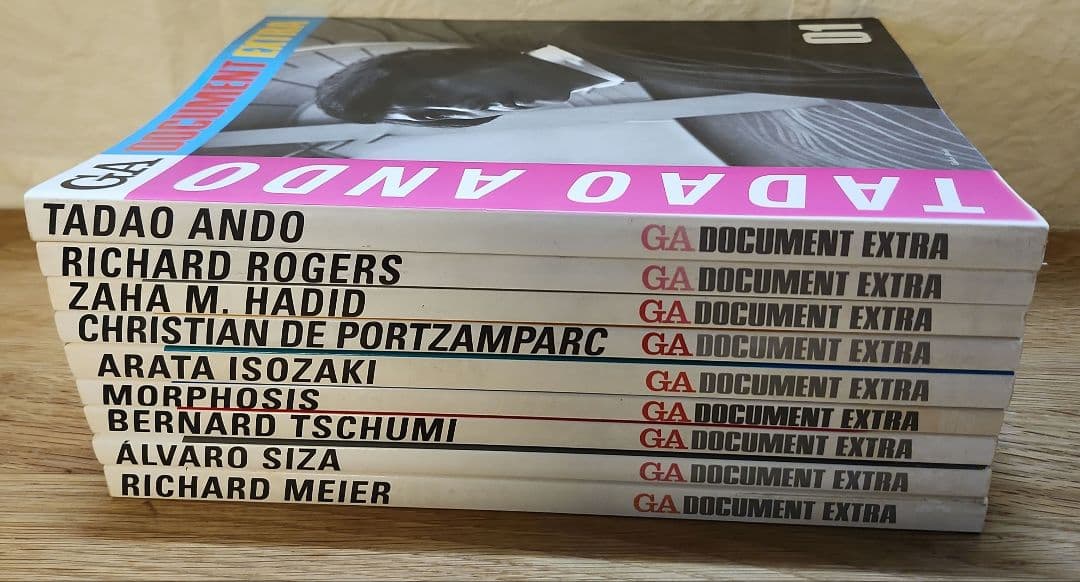 GA DOCUMENT EXTRA
01
TADAO ANDO
TADAO ANDO GA DOCUMENT EXTRA
RICHARD ROGERS GA DOCUMENT EXTRA
ZAHA M. HADID GA DOCUMENT EXTRA
CHRISTIAN DE PORTZAMPARC GA DOCUMENT EXTRA
ARATA ISOZAKI GA DOCUMENT EXTRA
MORPHOSIS GA DOCUMENT EXTRA
BERNARD TSCHUMI GA DOCUMENT EXTRA
ÁLVARO SIZA GA DOCUMENT EXTRA
RICHARD MEIER GA DOCUMENT EXTRA